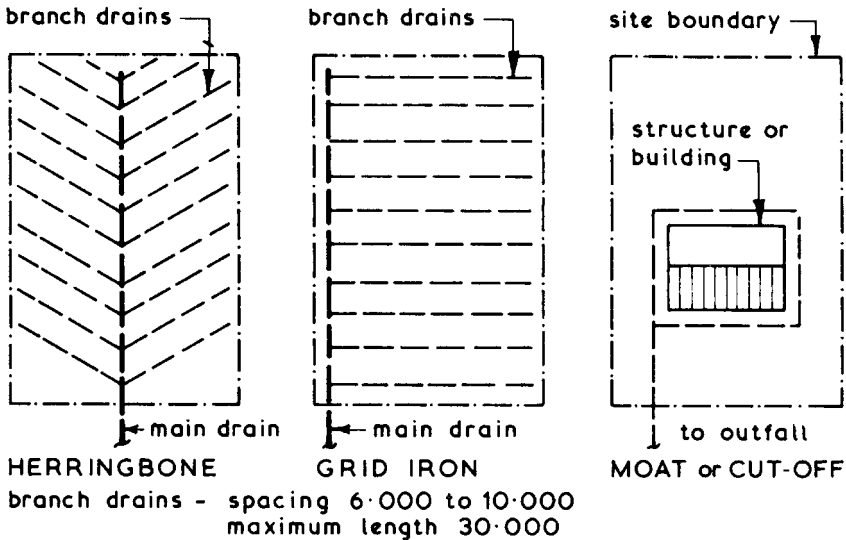 branch drains
branch drains
site boundary
structure or
building
main drain
main drain
to outfall
HERRINGBONE
GRID IRON
MOAT or CUT-OFF
branch drains - spacing 6·000 to 10·000
maximum length 30·000